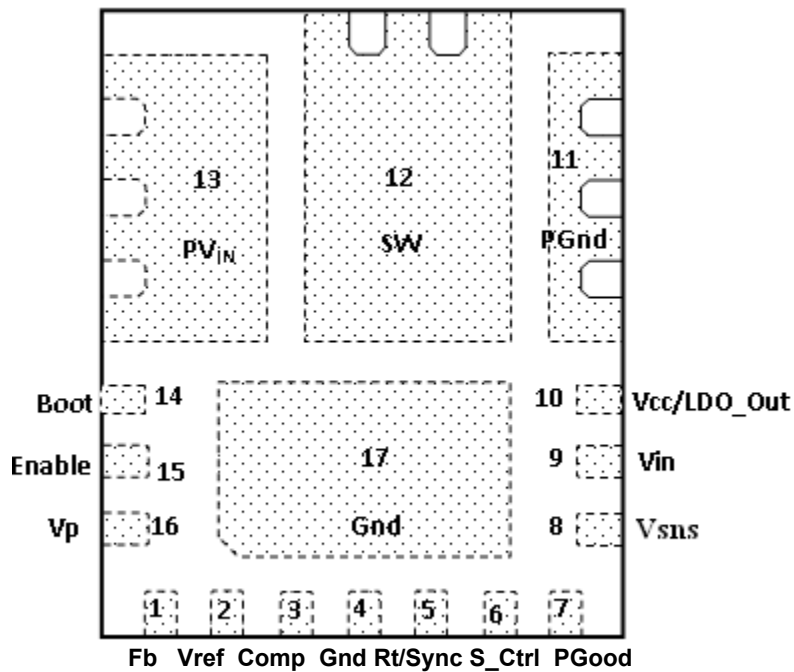 13
12
11
PVIN
SW
PGnd
Boot 14
10 Vcc/LDO_Out
Enable 15
17
9 Vin
Vp 16
Gnd
8 Vsns
1 2 3 4 5 6 7
Fb Vref Comp Gnd Rt/Sync S_Ctrl PGood